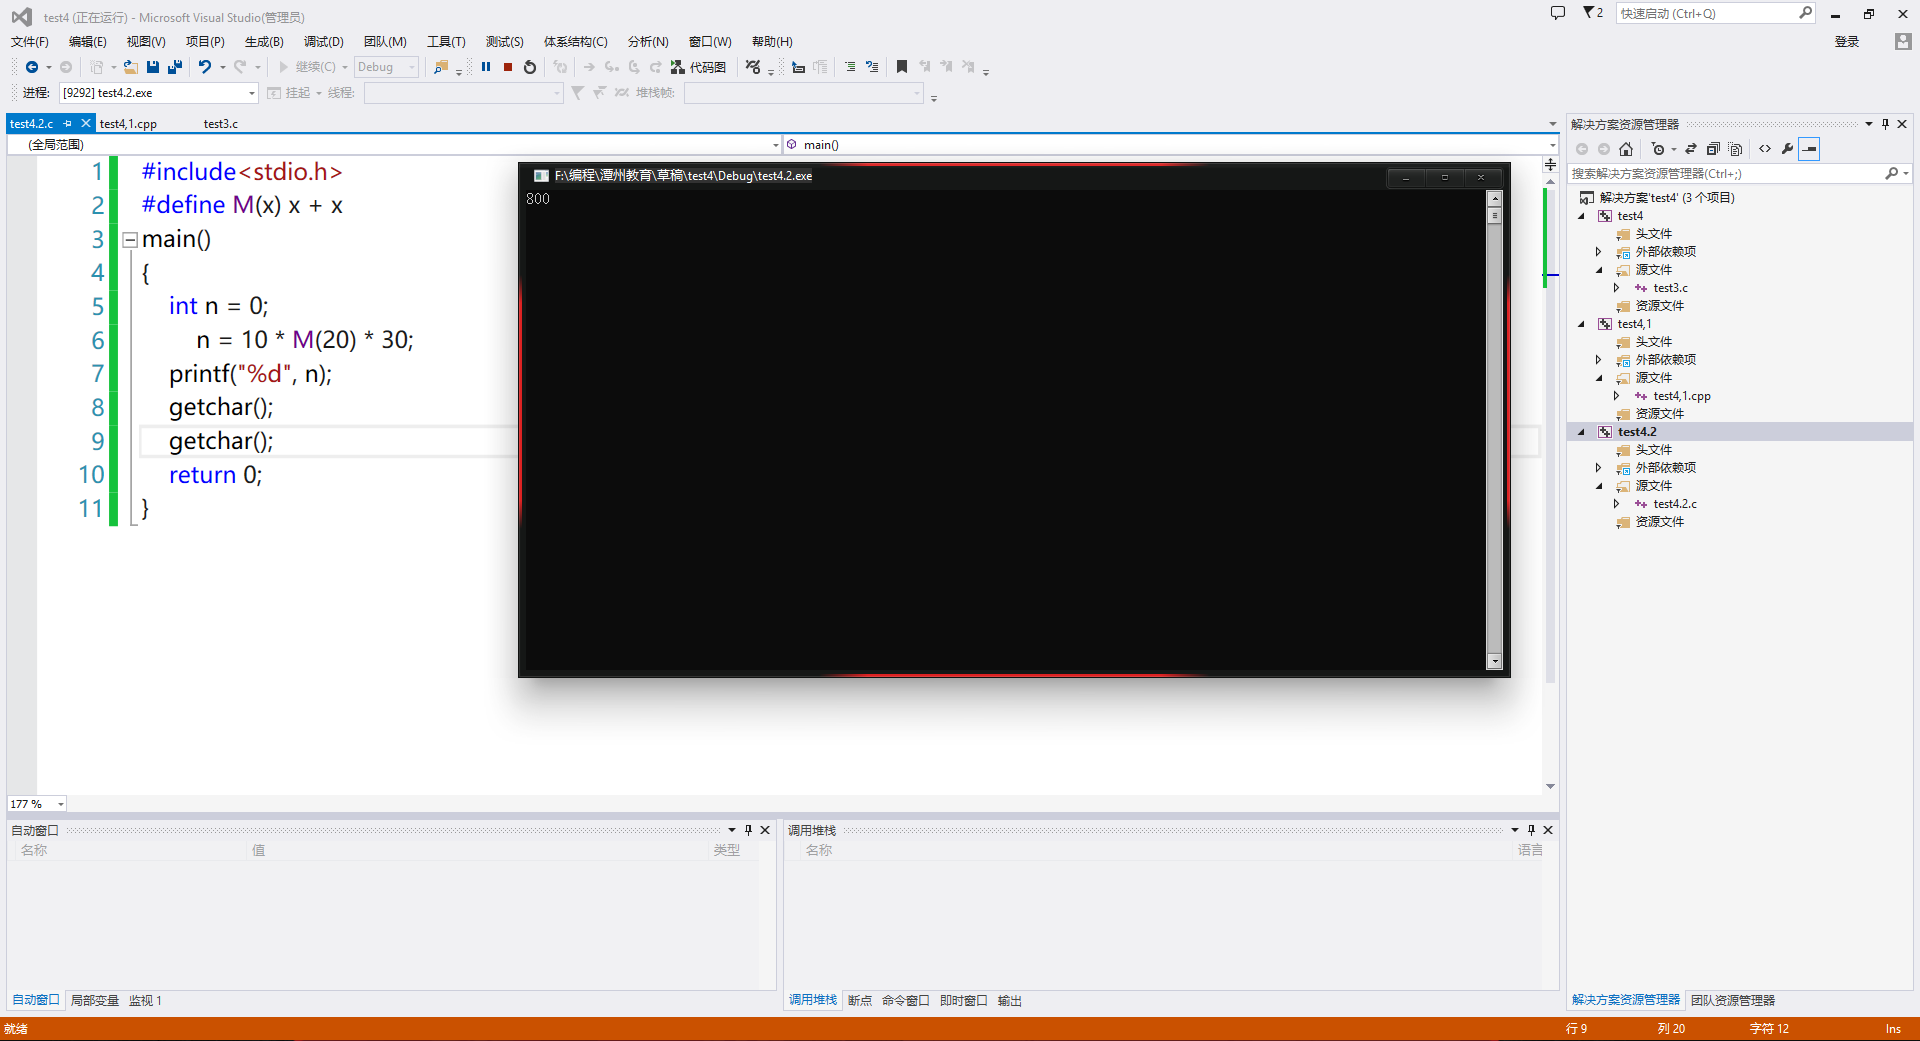 test4 (正在运行) - Microsoft Visual Studio(管理员)
2
快速启动 (Ctrl+Q)
文件(F) 编辑(E) 视图(V) 项目(P) 生成(B) 调试(D) 团队(M) 工具(T) 测试(S) 体系结构(C) 分析(N) 窗口(W) 帮助(H)
登录
继续(C) Debug 代码图
进程: [9292] test4.2.exe 挂起 线程: 堆栈帧:
test4.2.c test4,1.cpp test3.c
(全局范围) main()
1 #include<stdio.h>
2 #define M(x) x + x
3 main()
4 {
5 int n = 0;
6 n = 10 * M(20) * 30;
7 printf("%d", n);
8 getchar();
9 getchar();
10 return 0;
11 }
F:\编程\潭州教育\草稿\test4\Debug\test4.2.exe
800
177 %
自动窗口
名称 值 类型
自动窗口 局部变量 监视 1
调用堆栈
名称 语言
调用堆栈 断点 命令窗口 即时窗口 输出
解决方案资源管理器
搜索解决方案资源管理器(Ctrl+;)
解决方案'test4' (3 个项目)
test4
头文件
外部依赖项
源文件
test3.c
资源文件
test4,1
头文件
外部依赖项
源文件
test4,1.cpp
资源文件
test4.2
头文件
外部依赖项
源文件
test4.2.c
资源文件
解决方案资源管理器 团队资源管理器
就绪 行 9 列 20 字符 12 Ins